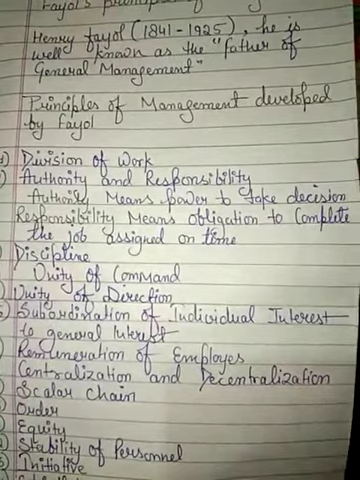 Fayol's princip
Henry fayol (1841-1925), he is
well known as the "father of
General Management"
Principles of Management developed
by Fayol
Division of Work
Authority and Responsibility
Authority Means power to take decision
Responsibility Means obligation to Complete
the job assigned on time
Discipline
Unity of Command
Unity of Direction
Subordination of Individual Interest
to general Interest
Remuneration of Employes
Centralization and Decentralization
Scalar chain
Order
Equity
Stability of Personnel
Initiative